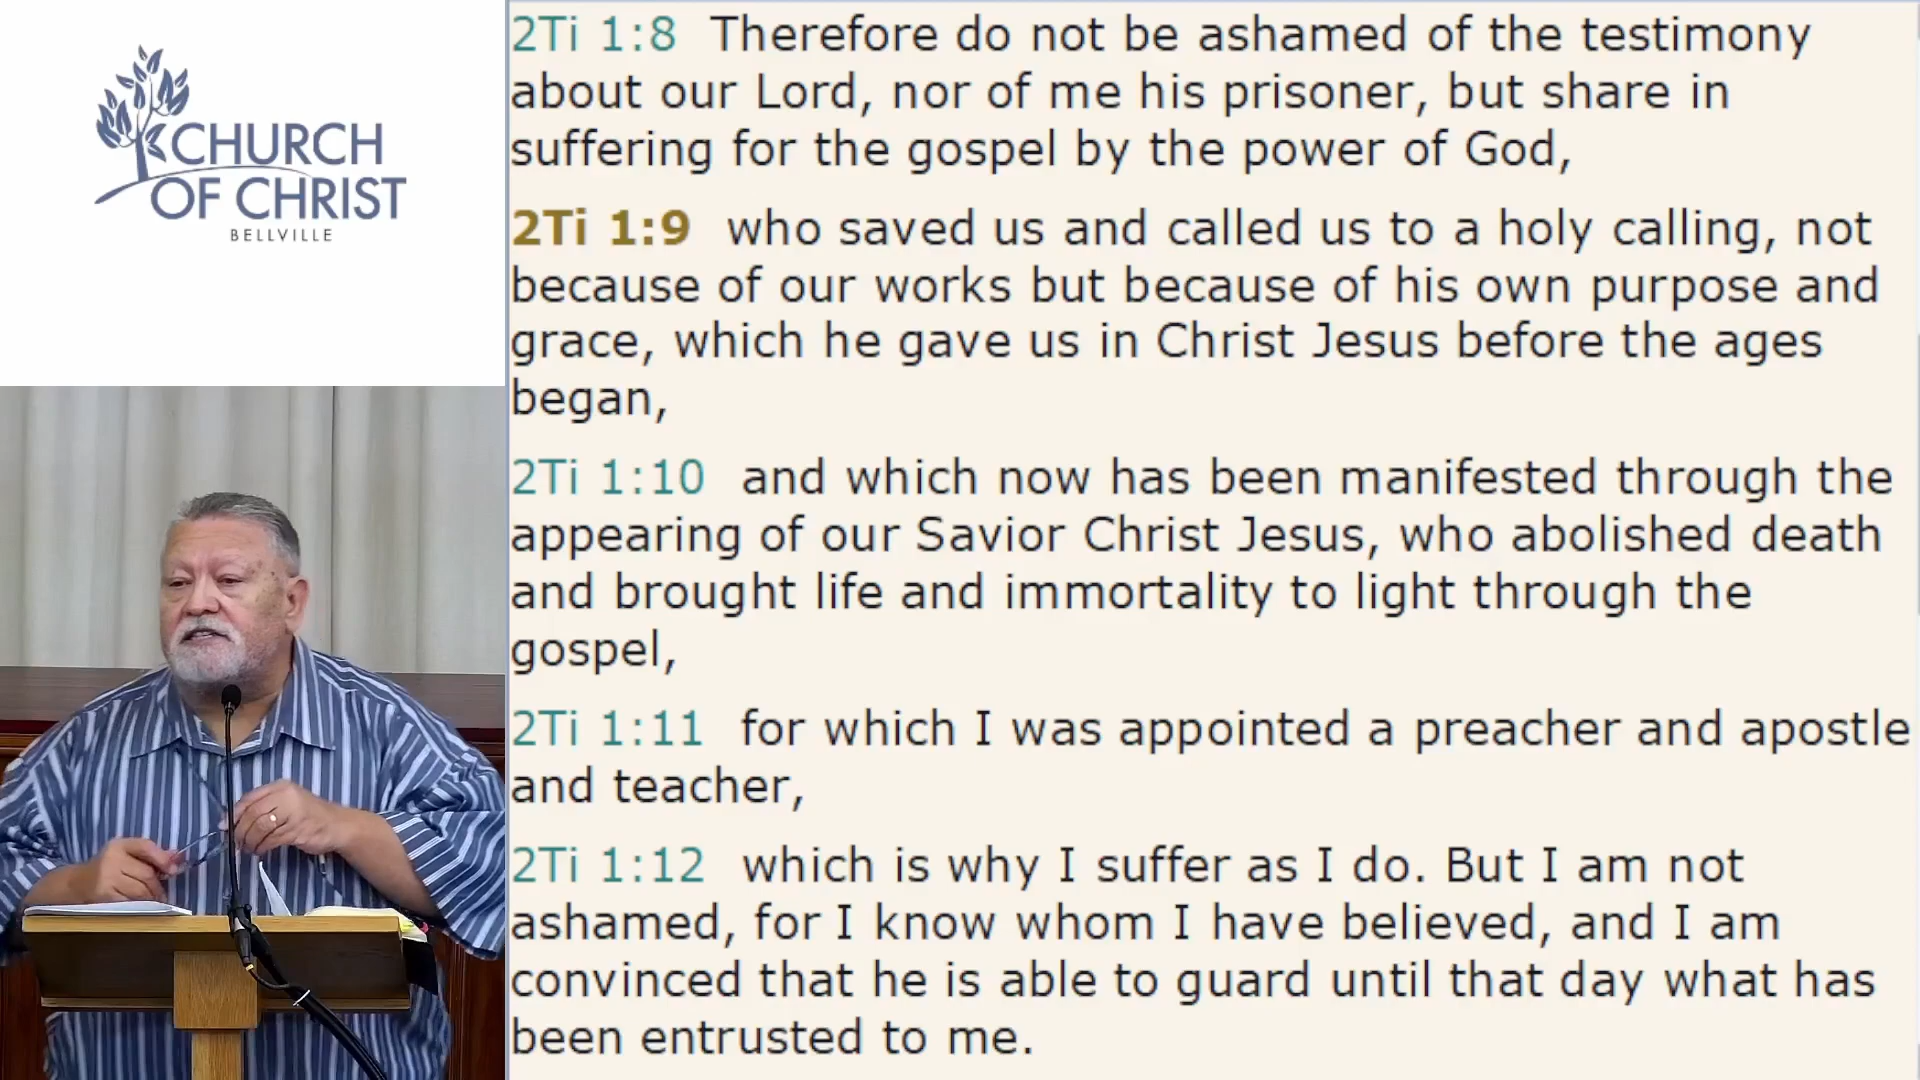 CHURCH
OF CHRIST
BELLVILLE
2Ti 1:8 Therefore do not be ashamed of the testimony
about our Lord, nor of me his prisoner, but share in
suffering for the gospel by the power of God,
2Ti 1:9 who saved us and called us to a holy calling, not
because of our works but because of his own purpose and
grace, which he gave us in Christ Jesus before the ages
began,
2Ti 1:10 and which now has been manifested through the
appearing of our Savior Christ Jesus, who abolished death
and brought life and immortality to light through the
gospel,
2Ti 1:11 for which I was appointed a preacher and apostle
and teacher,
2Ti 1:12 which is why I suffer as I do. But I am not
ashamed, for I know whom I have believed, and I am
convinced that he is able to guard until that day what has
been entrusted to me.